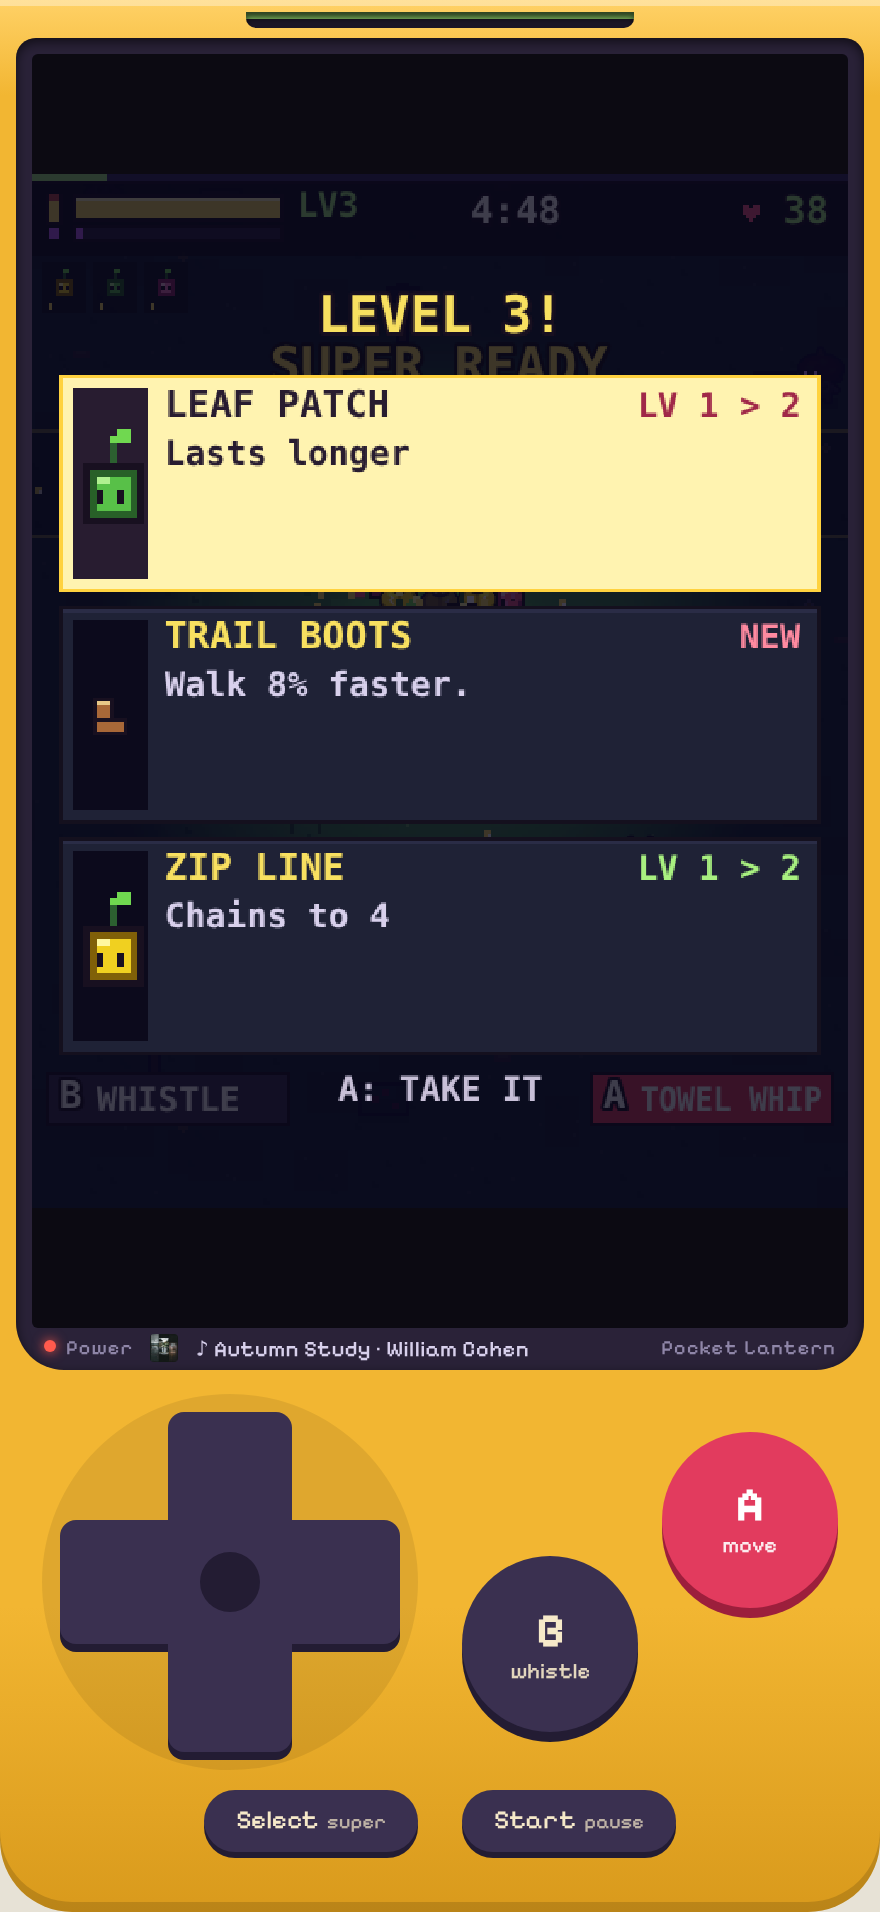 LV3 4:48 38
LEVEL 3!
SUPER READY
LEAF PATCH LV 1 > 2
Lasts longer
TRAIL BOOTS NEW
Walk 8% faster.
ZIP LINE LV 1 > 2
Chains to 4
B WHISTLE A: TAKE IT A TOWEL WHIP
Power ♪ Autumn Study · William Cohen Pocket Lantern
A
move
B
whistle
Select super Start pause